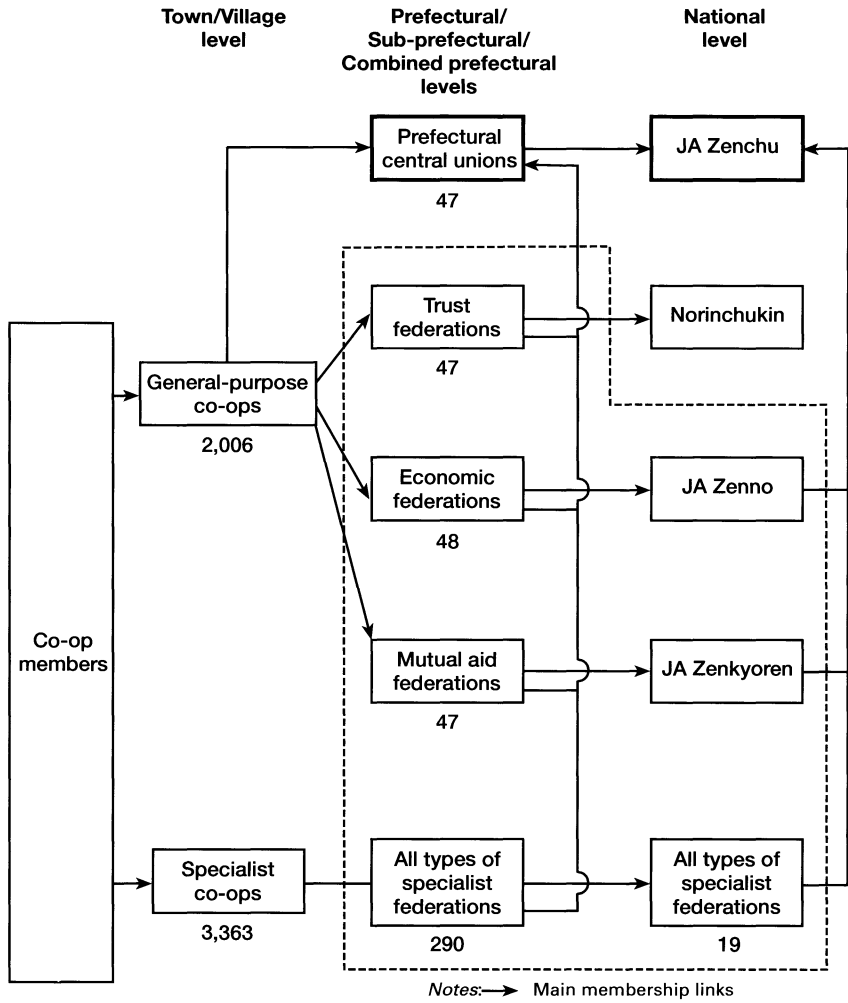 Town/Village
level
Prefectural/
Sub-prefectural/
Combined prefectural
levels
National
level
Prefectural
central unions
47
JA Zenchu
Trust
federations
47
Norinchukin
General-purpose
co-ops
2,006
Economic
federations
48
JA Zenno
Co-op
members
Mutual aid
federations
47
JA Zenkyoren
Specialist
co-ops
3,363
All types of
specialist
federations
290
All types of
specialist
federations
19
Notes: Main membership links